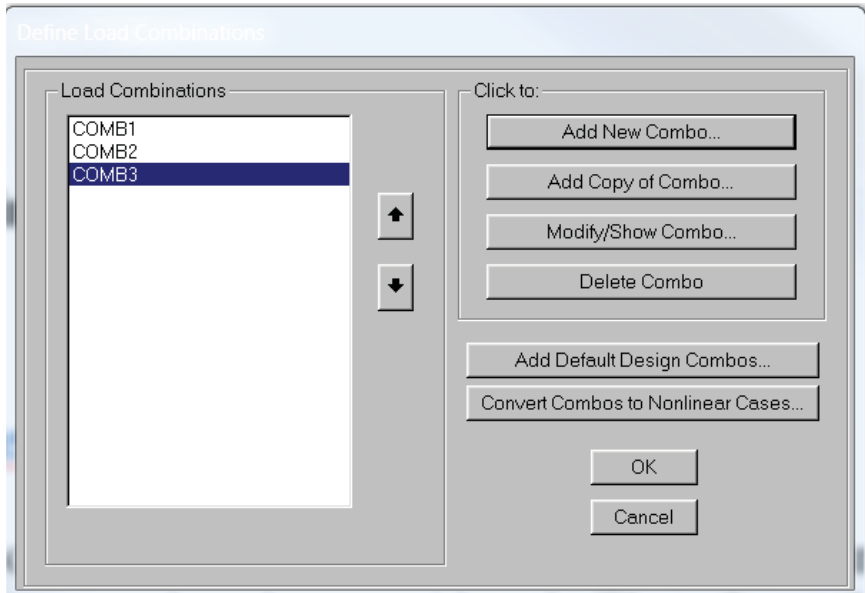 Define Load Combinations
Load Combinations
COMB1
COMB2
COMB3
Click to:
Add New Combo...
Add Copy of Combo...
Modify/Show Combo...
Delete Combo
Add Default Design Combos...
Convert Combos to Nonlinear Cases...
OK
Cancel